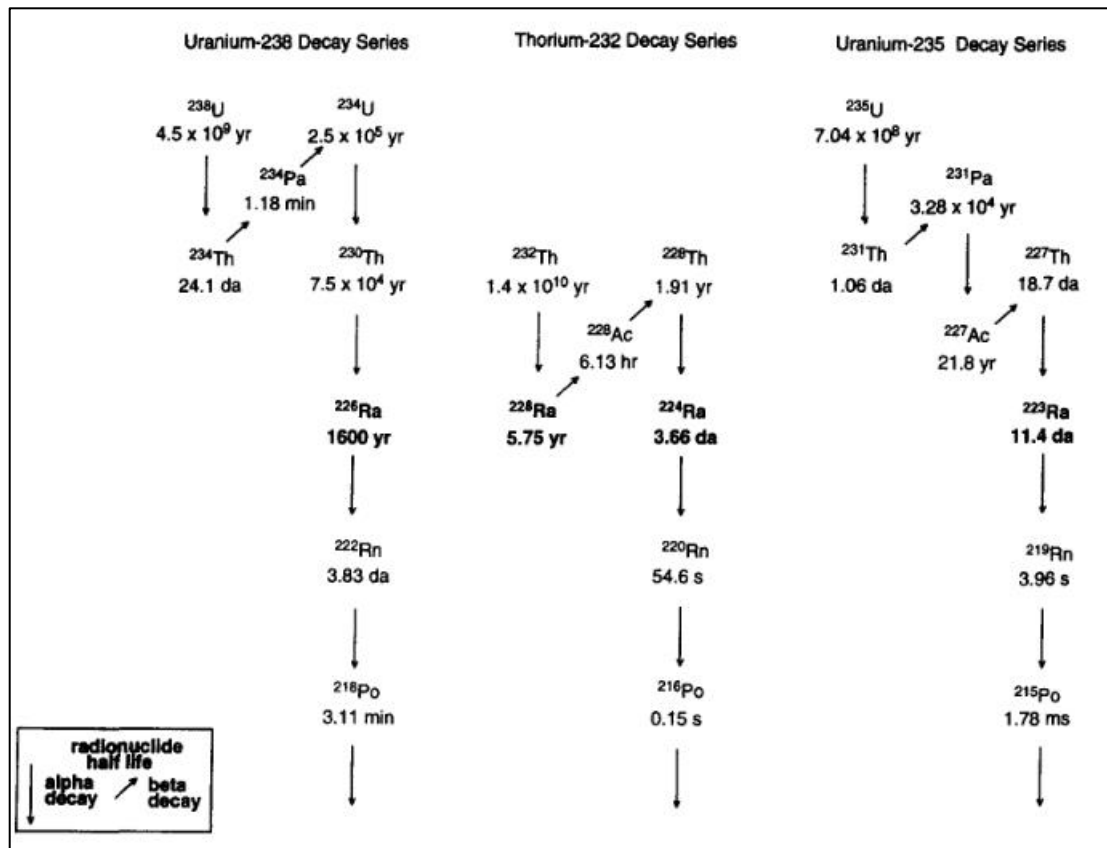 Uranium-238 Decay Series
Thorium-232 Decay Series
Uranium-235 Decay Series
²³⁸U
4.5 x 10⁹ yr
²³⁴U
2.5 x 10⁵ yr
²³⁴Pa
1.18 min
²³⁴Th
24.1 da
²³⁰Th
7.5 x 10⁴ yr
²²⁶Ra
1600 yr
²²²Rn
3.83 da
²¹⁸Po
3.11 min
²³²Th
1.4 x 10¹⁰ yr
²²⁸Th
1.91 yr
²²⁸Ac
6.13 hr
²²⁸Ra
5.75 yr
²²⁴Ra
3.66 da
²²⁰Rn
54.6 s
²¹⁶Po
0.15 s
²³⁵U
7.04 x 10⁸ yr
²³¹Pa
3.28 x 10⁴ yr
²³¹Th
1.06 da
²²⁷Th
18.7 da
²²⁷Ac
21.8 yr
²²³Ra
11.4 da
²¹⁹Rn
3.96 s
²¹⁵Po
1.78 ms
radionuclide
half life
alpha
decay
beta
decay